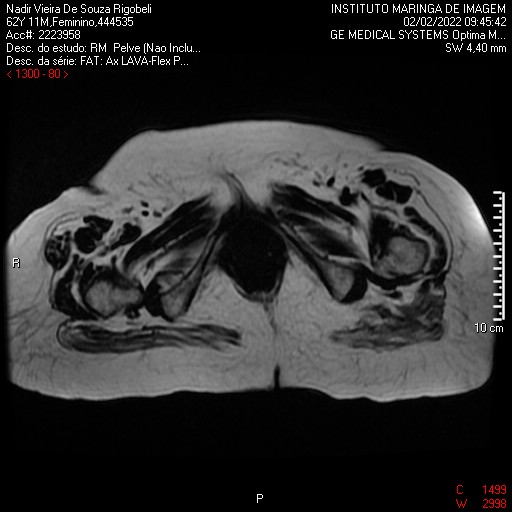 Nadir Vieira De Souza Rigobeli
62Y 11M,Feminino,444535
Acc#: 2223958
Desc. do estudo: RM Pelve (Nao Inclu...
Desc. da série: FAT: Ax LAVA-Flex P...
< 1300 - 80 >
INSTITUTO MARINGA DE IMAGEM
02/02/2022 09:45:42
GE MEDICAL SYSTEMS Optima M...
SW 4,40 mm
R
10 cm
P
C 1499
W 2998